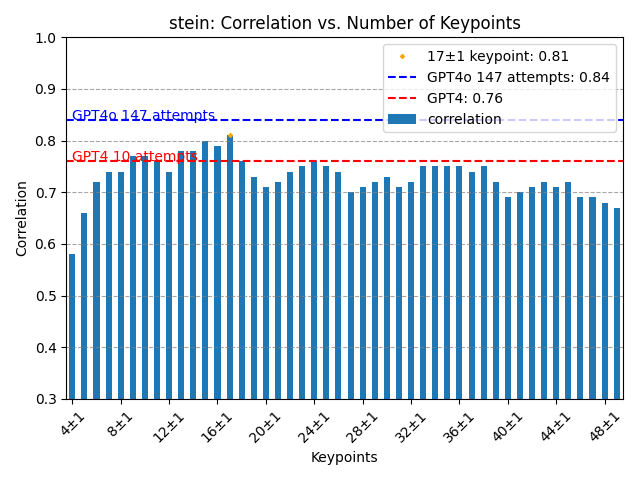 stein: Correlation vs. Number of Keypoints
1.0
0.9
0.8
0.7
0.6
0.5
0.4
0.3
Correlation
17±1 keypoint: 0.81
GPT4o 147 attempts: 0.84
GPT4: 0.76
correlation
GPT4o 147 attempts
GPT4 10 attempts
4±1
8±1
12±1
16±1
20±1
24±1
28±1
32±1
36±1
40±1
44±1
48±1
Keypoints